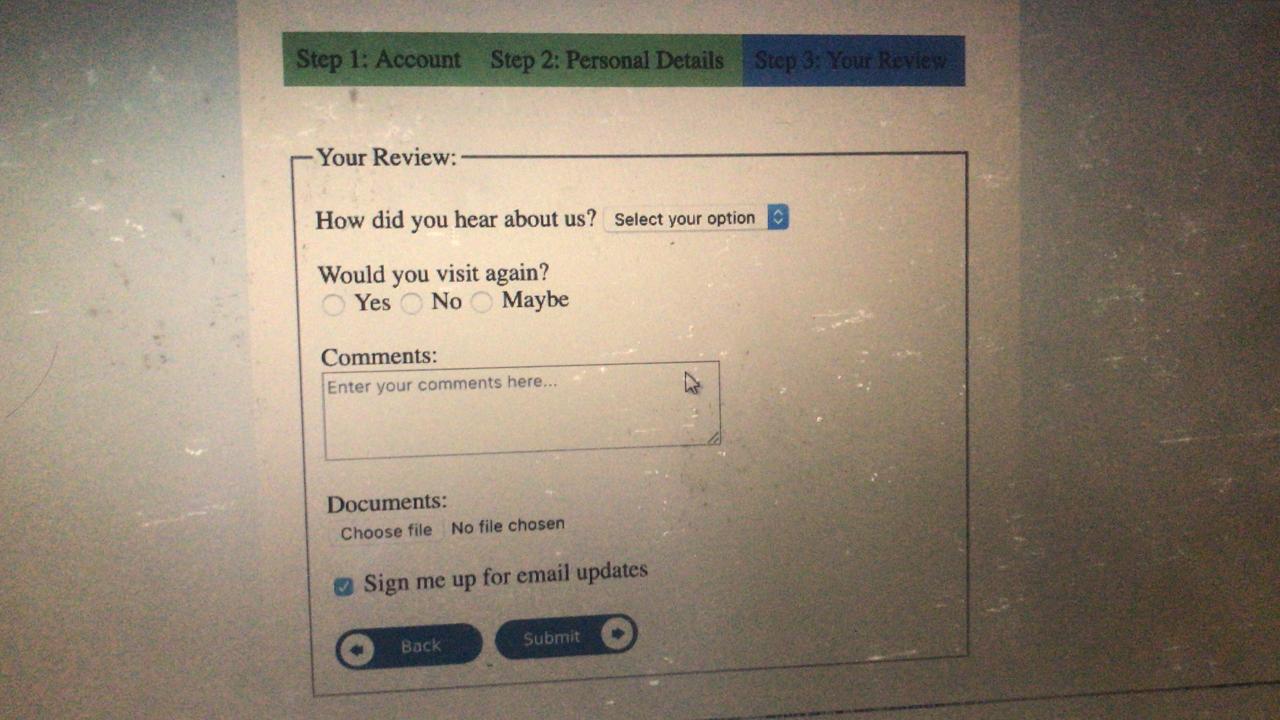 Step 1: Account Step 2: Personal Details Step 3: Your Review
Your Review:
How did you hear about us? Select your option
Would you visit again?
Yes No Maybe
Comments:
Enter your comments here...
Documents:
Choose file No file chosen
Sign me up for email updates
Back Submit